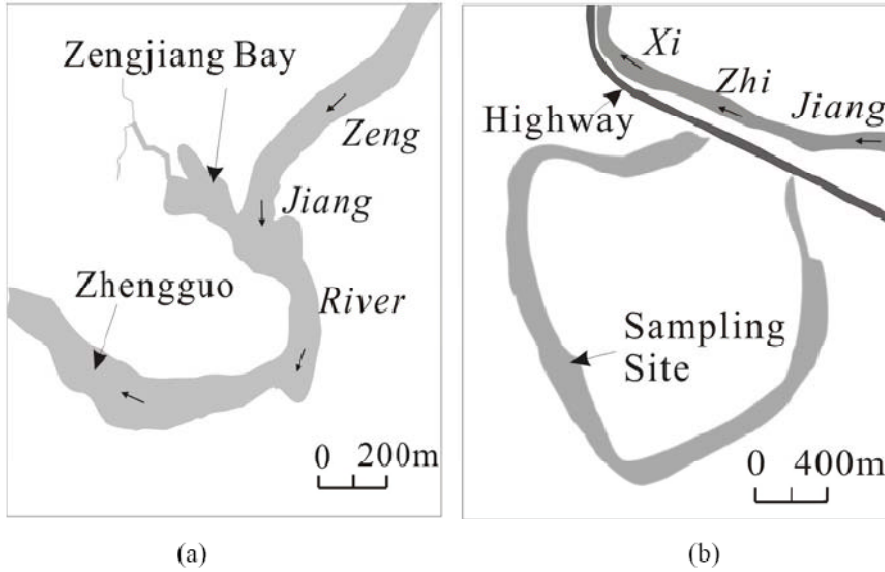 Zengjiang Bay
Zeng
Jiang
River
Zhengguo
0 200m
(a)
Xi
Zhi
Jiang
Highway
Sampling
Site
0 400m
(b)